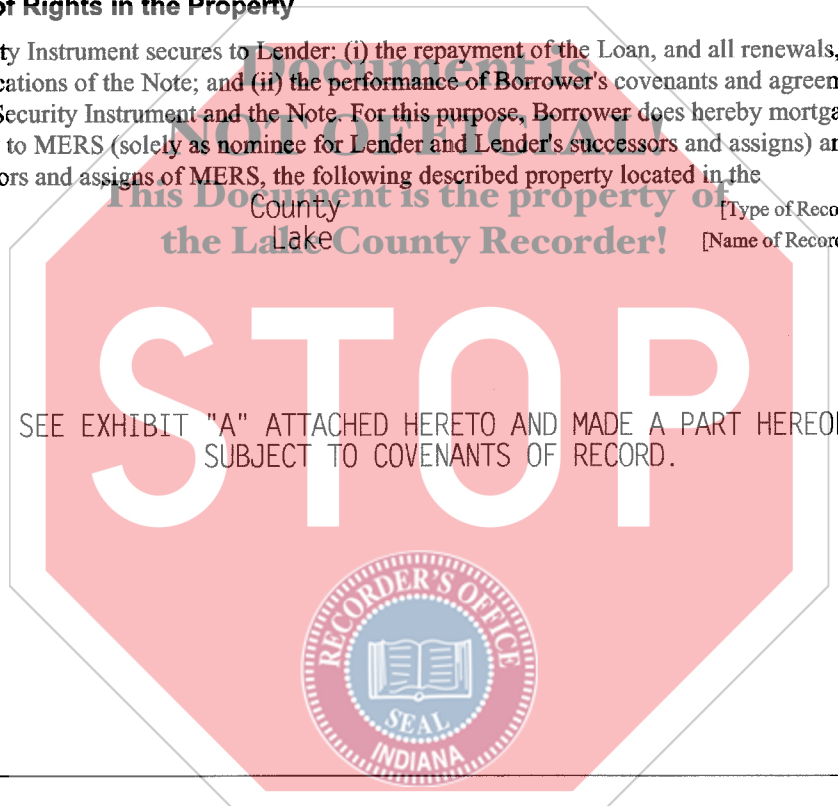 of Rights in the Property
ty Instrument secures to Lender: (i) the repayment of the Loan, and all renewals,
cations of the Note; and (ii) the performance of Borrower's covenants and agreem
Security Instrument and the Note. For this purpose, Borrower does hereby mortga
to MERS (solely as nominee for Lender and Lender's successors and assigns) an
ors and assigns of MERS, the following described property located in the
County [Type of Reco
Lake [Name of Record
Document is
NOT OFFICIAL!
This Document is the property of
the Lake County Recorder!
STOP
SEE EXHIBIT "A" ATTACHED HERETO AND MADE A PART HEREOF
SUBJECT TO COVENANTS OF RECORD.
RECORDER'S OFFICE
SEAL
INDIANA